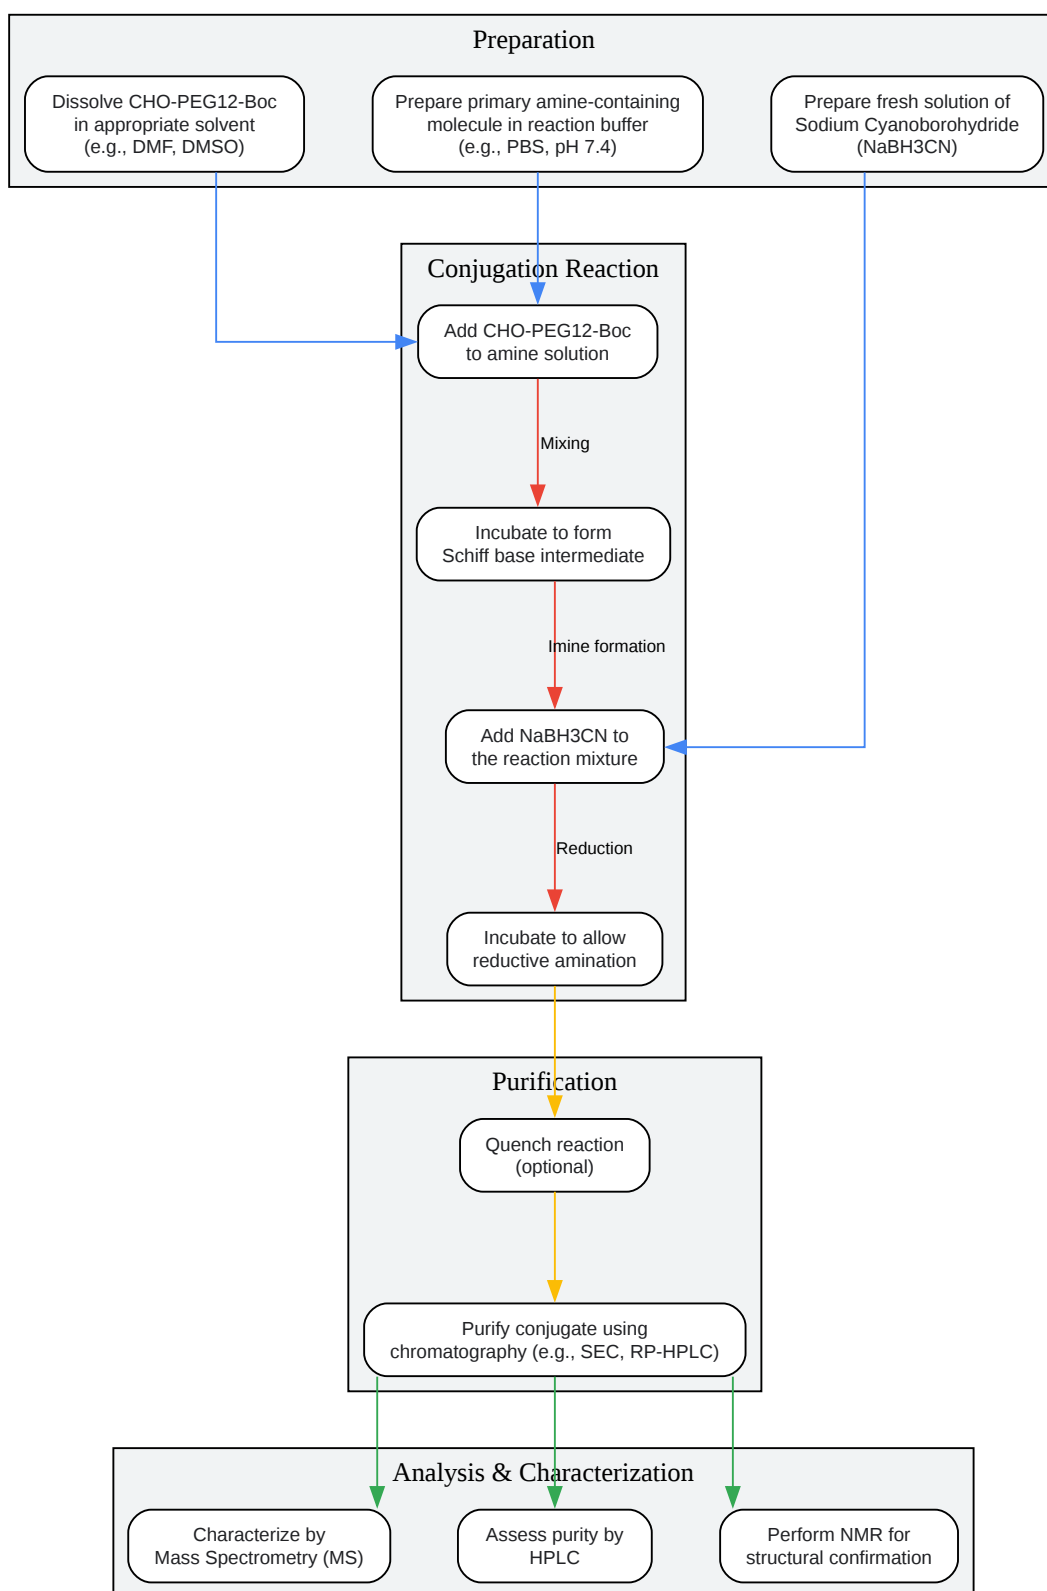 Preparation
Dissolve CHO-PEG12-Boc
in appropriate solvent
(e.g., DMF, DMSO)
Prepare primary amine-containing
molecule in reaction buffer
(e.g., PBS, pH 7.4)
Prepare fresh solution of
Sodium Cyanoborohydride
(NaBH3CN)
Conjugation Reaction
Add CHO-PEG12-Boc
to amine solution
Mixing
Incubate to form
Schiff base intermediate
Imine formation
Add NaBH3CN to
the reaction mixture
Reduction
Incubate to allow
reductive amination
Purification
Quench reaction
(optional)
Purify conjugate using
chromatography (e.g., SEC, RP-HPLC)
Analysis & Characterization
Characterize by
Mass Spectrometry (MS)
Assess purity by
HPLC
Perform NMR for
structural confirmation